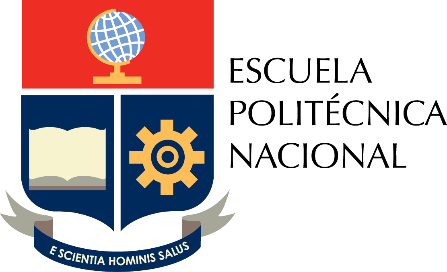 ESCUELA
POLITÉCNICA
NACIONAL
E SCIENTIA HOMINIS SALUS